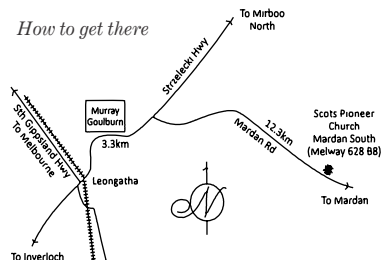 How to get there
To Mirboo
North
Strzelecki Hwy
Murray
Goulburn
3.3km
12.3km
Mardan Rd
Scots Pioneer
Church
Mardan South
(Melway 628 B8)
Sth Gippsland Hwy
To Melbourne
Leongatha
N
To Mardan
To Inverloch